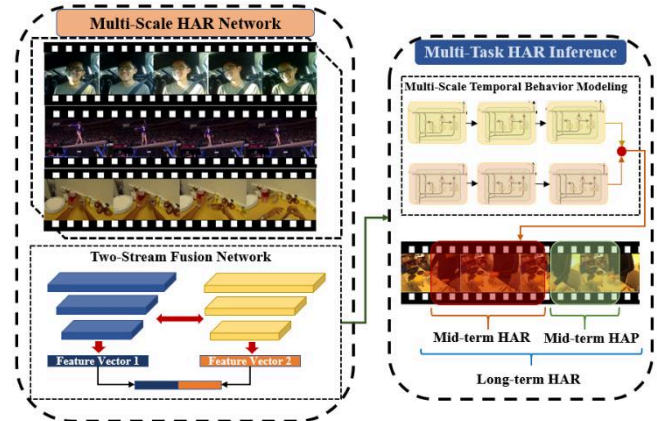 Multi-Scale HAR Network
Two-Stream Fusion Network
Feature Vector 1
Feature Vector 2
Multi-Task HAR Inference
Multi-Scale Temporal Behavior Modeling
Mid-term HAR
Mid-term HAP
Long-term HAR